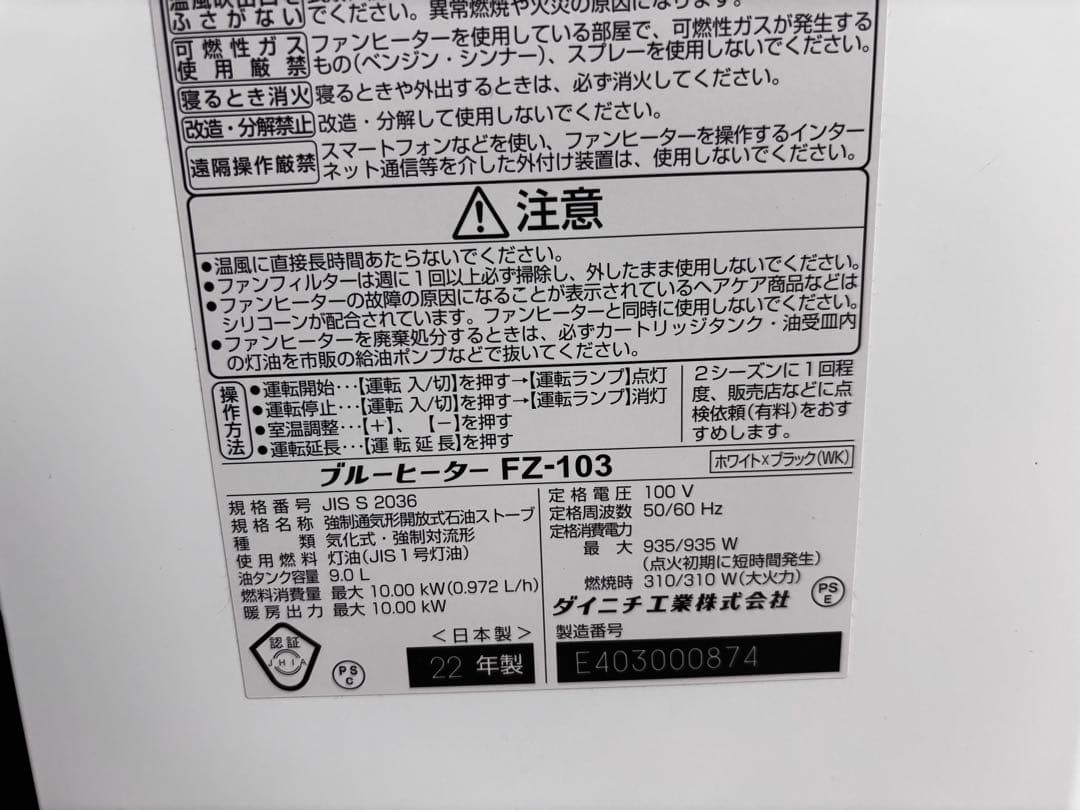 ふさがない
でください。異常燃焼や火災の原因になります。
可燃性ガス使用厳禁
ファンヒーターを使用している部屋で、可燃性ガスが発生する
もの(ベンジン・シンナー)、スプレーを使用しないでください。
寝るとき消火 寝るときや外出するときは、必ず消火してください。
改造・分解禁止 改造・分解して使用しないでください。
遠隔操作厳禁
スマートフォンなどを使い、ファンヒーターを操作するインター
ネット通信等を介した外付け装置は、使用しないでください。
注意
●温風に直接長時間あたらないでください。
●ファンフィルターは週に1回以上必ず掃除し、外したまま使用しないでください。
●ファンヒーターの故障の原因になることが表示されているヘアケア商品などは
シリコーンが配合されています。ファンヒーターと同時に使用しないでください。
●ファンヒーターを廃棄処分するときは、必ずカートリッジタンク・油受皿内
の灯油を市販の給油ポンプなどで抜いてください。
操作方法
●運転開始･･･【運転 入/切】を押す→【運転ランプ】点灯
●運転停止･･･【運転 入/切】を押す→【運転ランプ】消灯
●室温調整･･･【+】、【−】を押す
●運転延長･･･【運転延長】を押す
2シーズンに1回程
度、販売店などに点
検依頼(有料)をおす
すめします。
ブルーヒーター FZ-103
ホワイト×ブラック(WK)
規格番号 JIS S 2036
規格名称 強制通気形開放式石油ストーブ
種類 気化式・強制対流形
使用燃料 灯油(JIS1号灯油)
油タンク容量 9.0 L
燃料消費量 最大 10.00 kW(0.972 L/h)
暖房出力 最大 10.00 kW
定格電圧 100 V
定格周波数 50/60 Hz
定格消費電力
最大 935/935 W
(点火初期に短時間発生)
燃焼時 310/310 W(大火力)
ダイニチ工業株式会社
PS
E
認証
JHIA
PS
C
<日本製>
22 年製
製造番号
E403000874